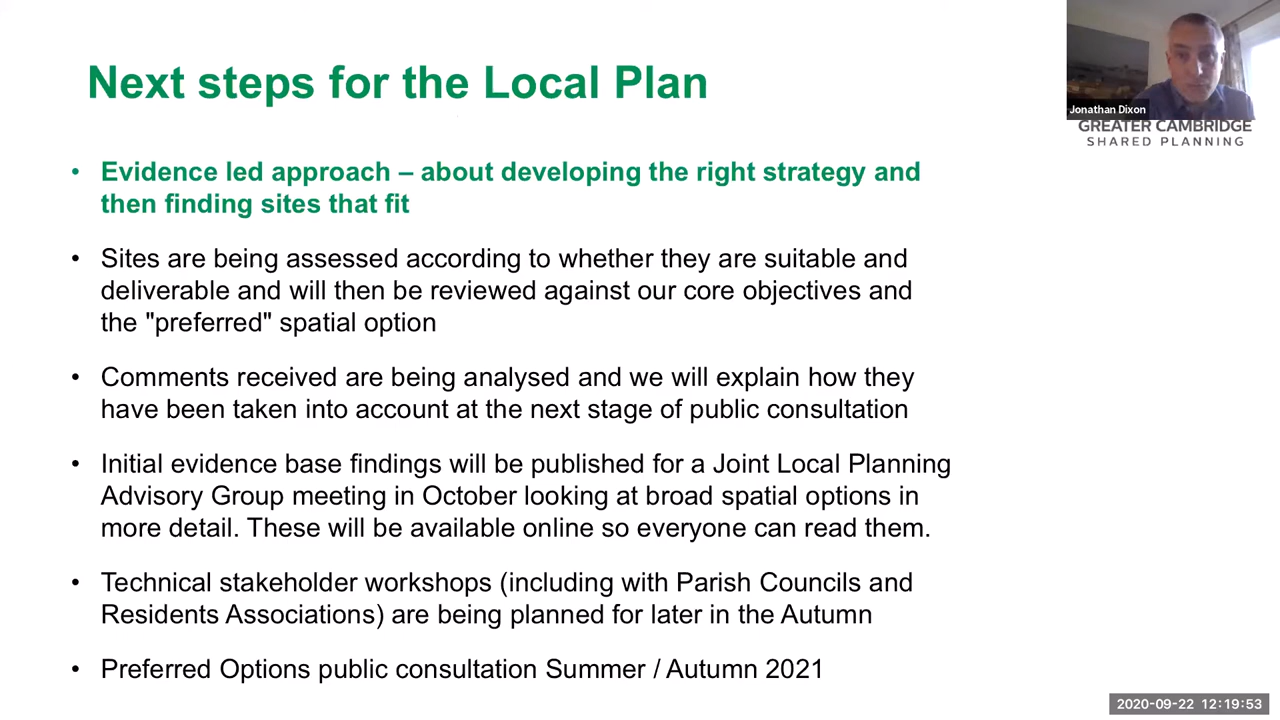 Next steps for the Local Plan
Jonathan Dixon
GREATER CAMBRIDGE
SHARED PLANNING
• Evidence led approach – about developing the right strategy and
then finding sites that fit
• Sites are being assessed according to whether they are suitable and
deliverable and will then be reviewed against our core objectives and
the "preferred" spatial option
• Comments received are being analysed and we will explain how they
have been taken into account at the next stage of public consultation
• Initial evidence base findings will be published for a Joint Local Planning
Advisory Group meeting in October looking at broad spatial options in
more detail. These will be available online so everyone can read them.
• Technical stakeholder workshops (including with Parish Councils and
Residents Associations) are being planned for later in the Autumn
• Preferred Options public consultation Summer / Autumn 2021
2020-09-22 12:19:53